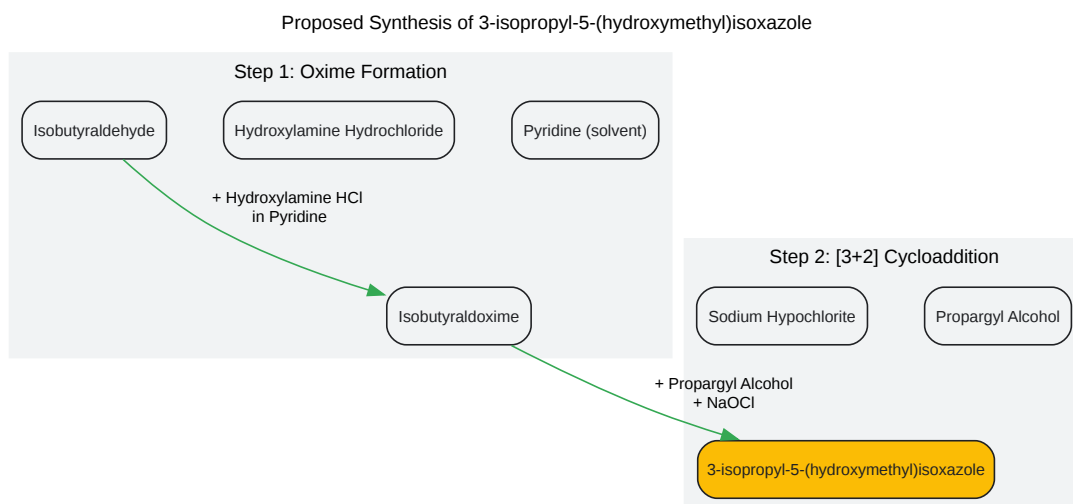 Proposed Synthesis of 3-isopropyl-5-(hydroxymethyl)isoxazole
Step 1: Oxime Formation
Isobutyraldehyde
Hydroxylamine Hydrochloride
Pyridine (solvent)
+ Hydroxylamine HCl
in Pyridine
Isobutyraldoxime
Step 2: [3+2] Cycloaddition
Sodium Hypochlorite
Propargyl Alcohol
+ Propargyl Alcohol
+ NaOCl
3-isopropyl-5-(hydroxymethyl)isoxazole